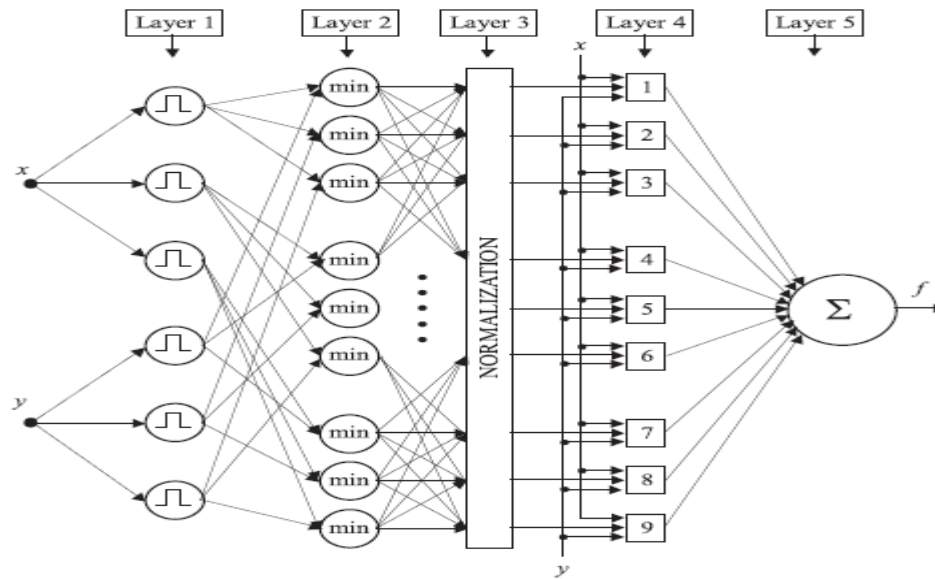 Layer 1 Layer 2 Layer 3 Layer 4 Layer 5
x
min
1
min
2
x
min
3
min
4
f
min
5
Σ
min
6
NORMALIZATION
y
min
7
min
8
min
9
y